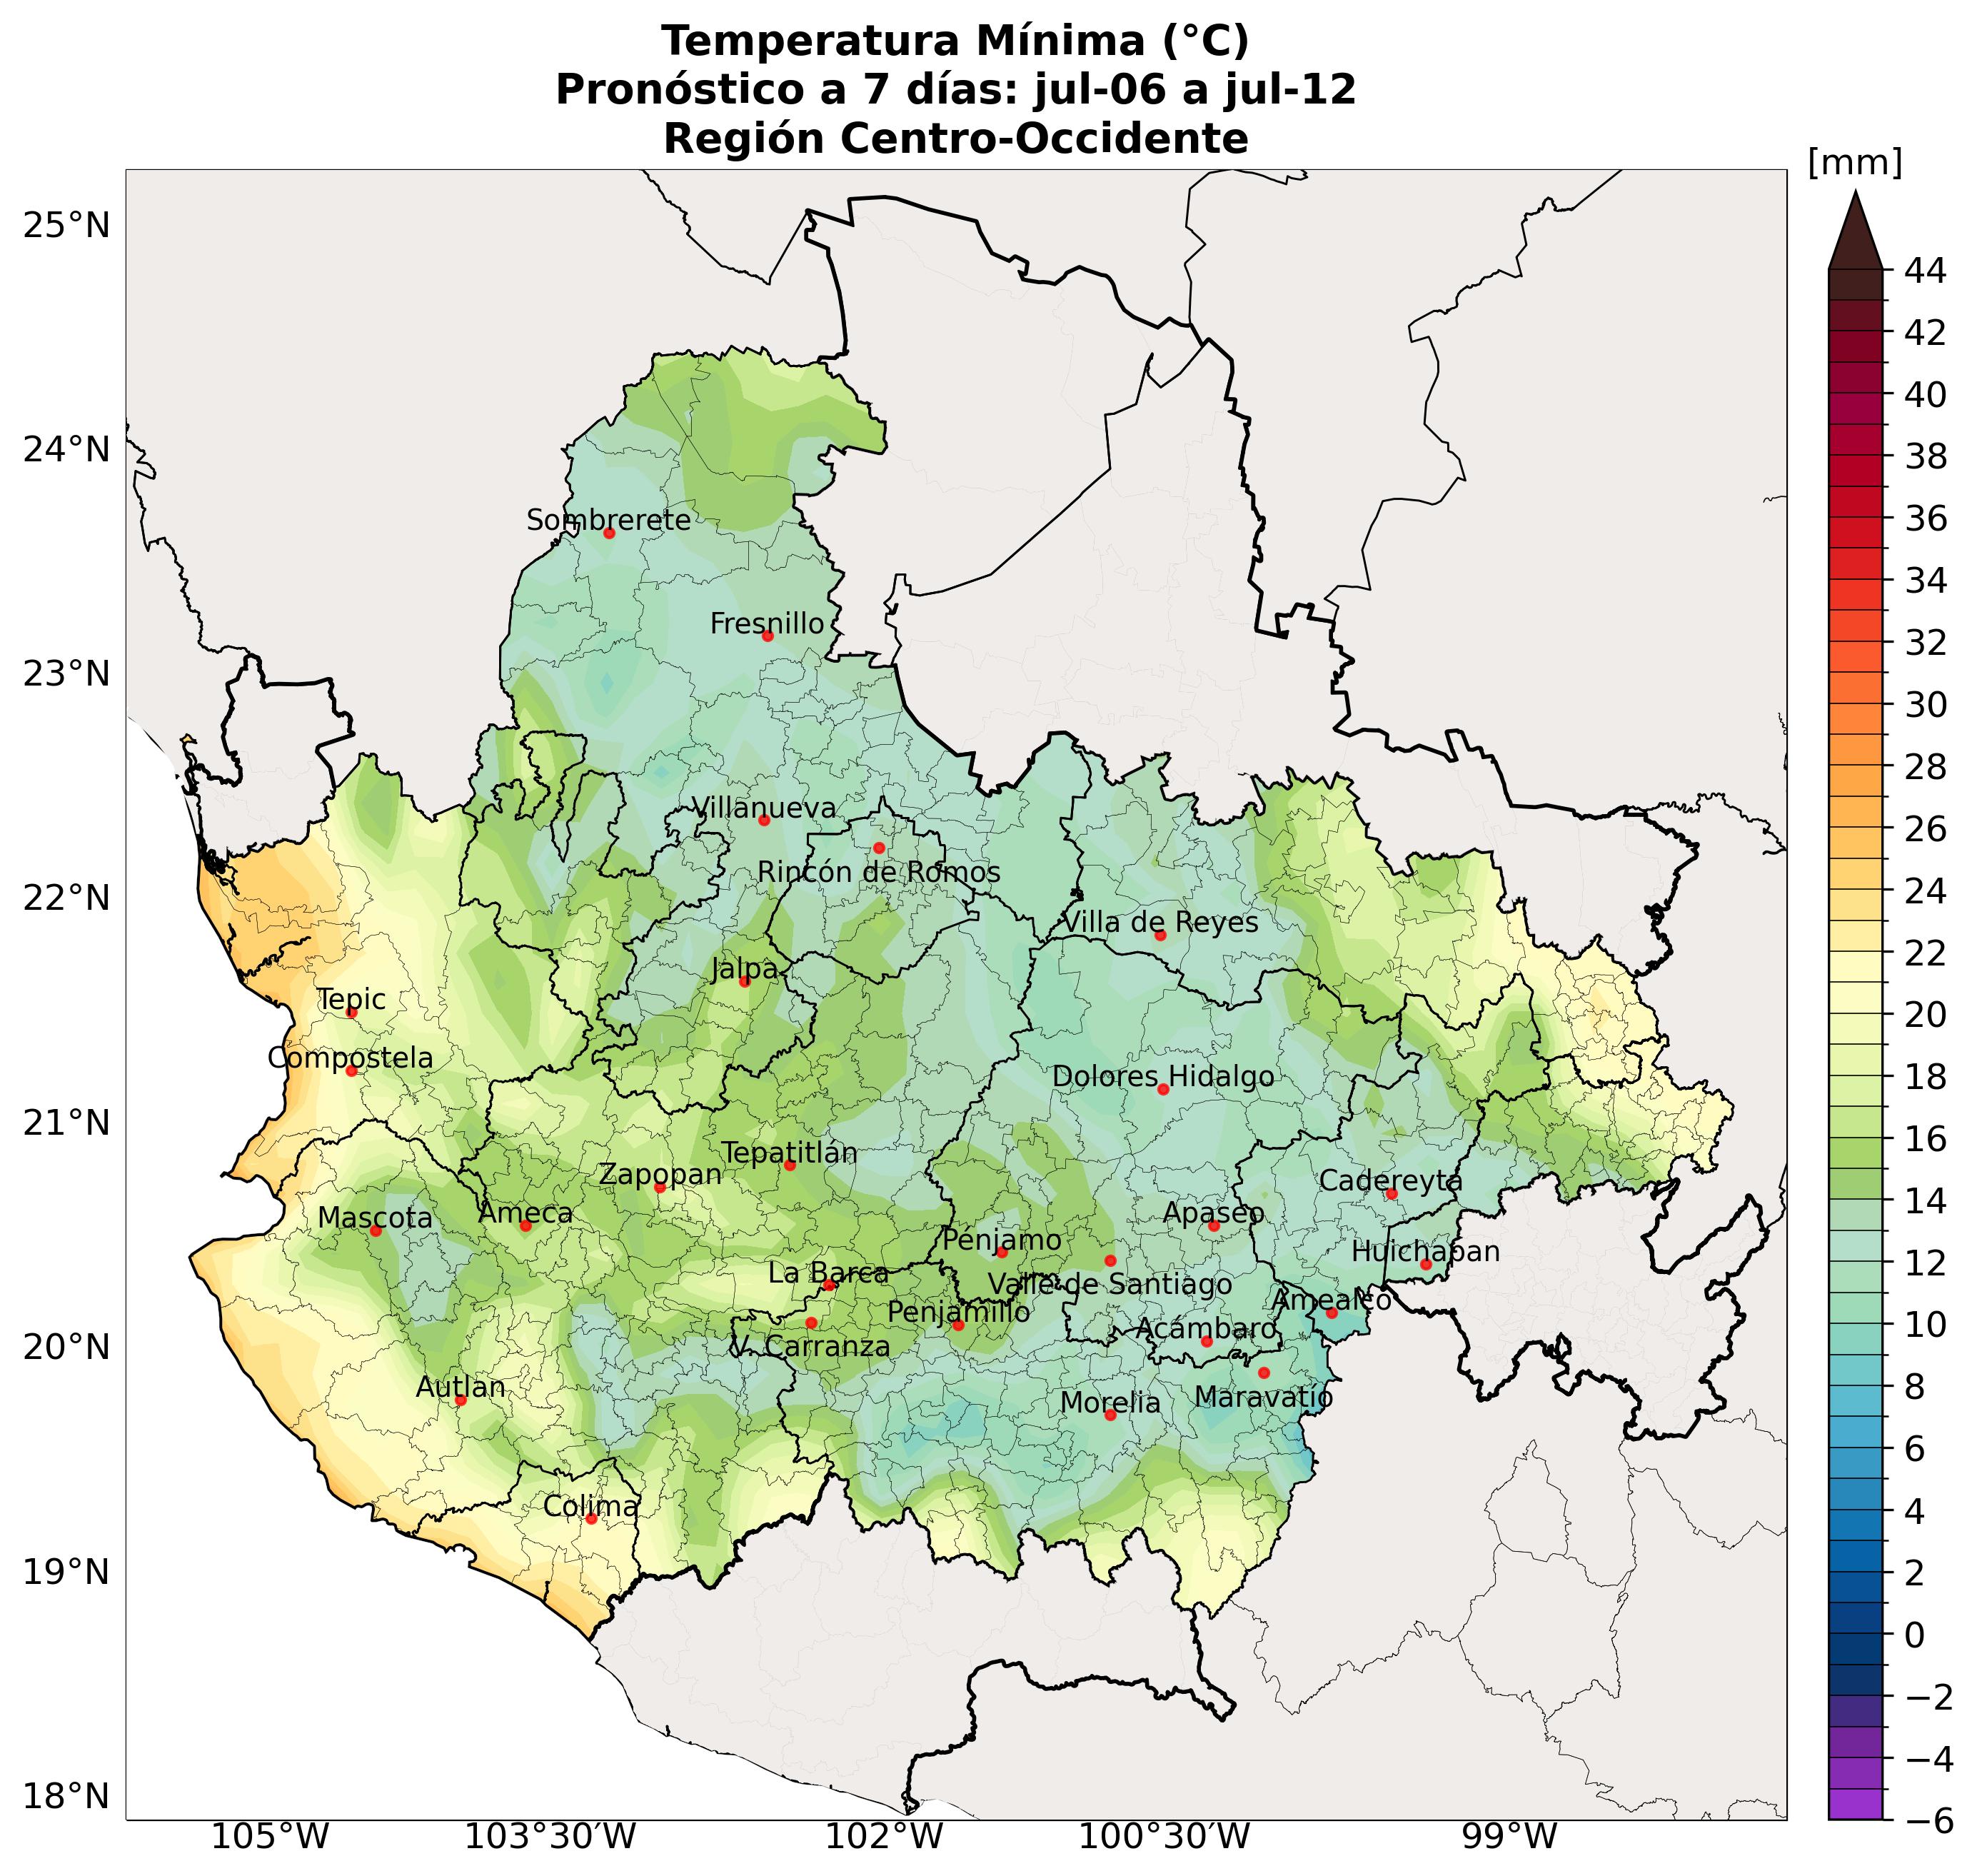 Temperatura Mínima (°C)
Pronóstico a 7 días: jul-06 a jul-12
Región Centro-Occidente
[mm]
25°N
24°N
23°N
22°N
21°N
20°N
19°N
18°N
Sombrerete
Fresnillo
Villanueva
Rincón de Romos
Villa de Reyes
Jalpa
Tepic
Compostela
Dolores Hidalgo
Tepatitlán
Zapopan
Cadereyta
Mascota
Ameca
Apaseo
Pénjamo
Huichapan
La Barca
Valle de Santiago
Amealco
Penjamillo
Acámbaro
V. Carranza
Autlan
Maravatío
Morelia
Colima
105°W
103°30′W
102°W
100°30′W
99°W
44
42
40
38
36
34
32
30
28
26
24
22
20
18
16
14
12
10
8
6
4
2
0
−2
−4
−6